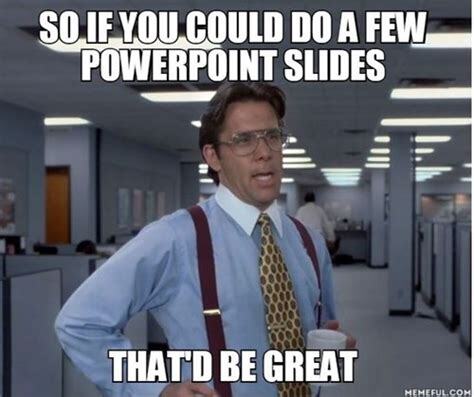 SO IF YOU COULD DO A FEW
POWERPOINT SLIDES
THAT'D BE GREAT
MEMEFUL.COM